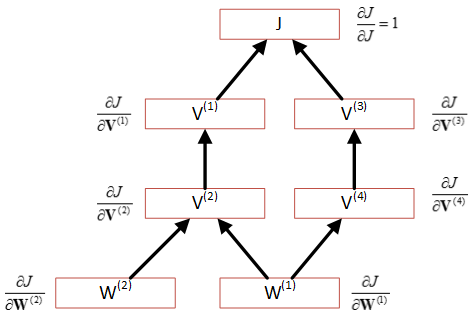 J ∂J/∂J = 1
∂J/∂V⁽¹⁾ V⁽¹⁾ V⁽³⁾ ∂J/∂V⁽³⁾
∂J/∂V⁽²⁾ V⁽²⁾ V⁽⁴⁾ ∂J/∂V⁽⁴⁾
∂J/∂W⁽²⁾ W⁽²⁾ W⁽¹⁾ ∂J/∂W⁽¹⁾